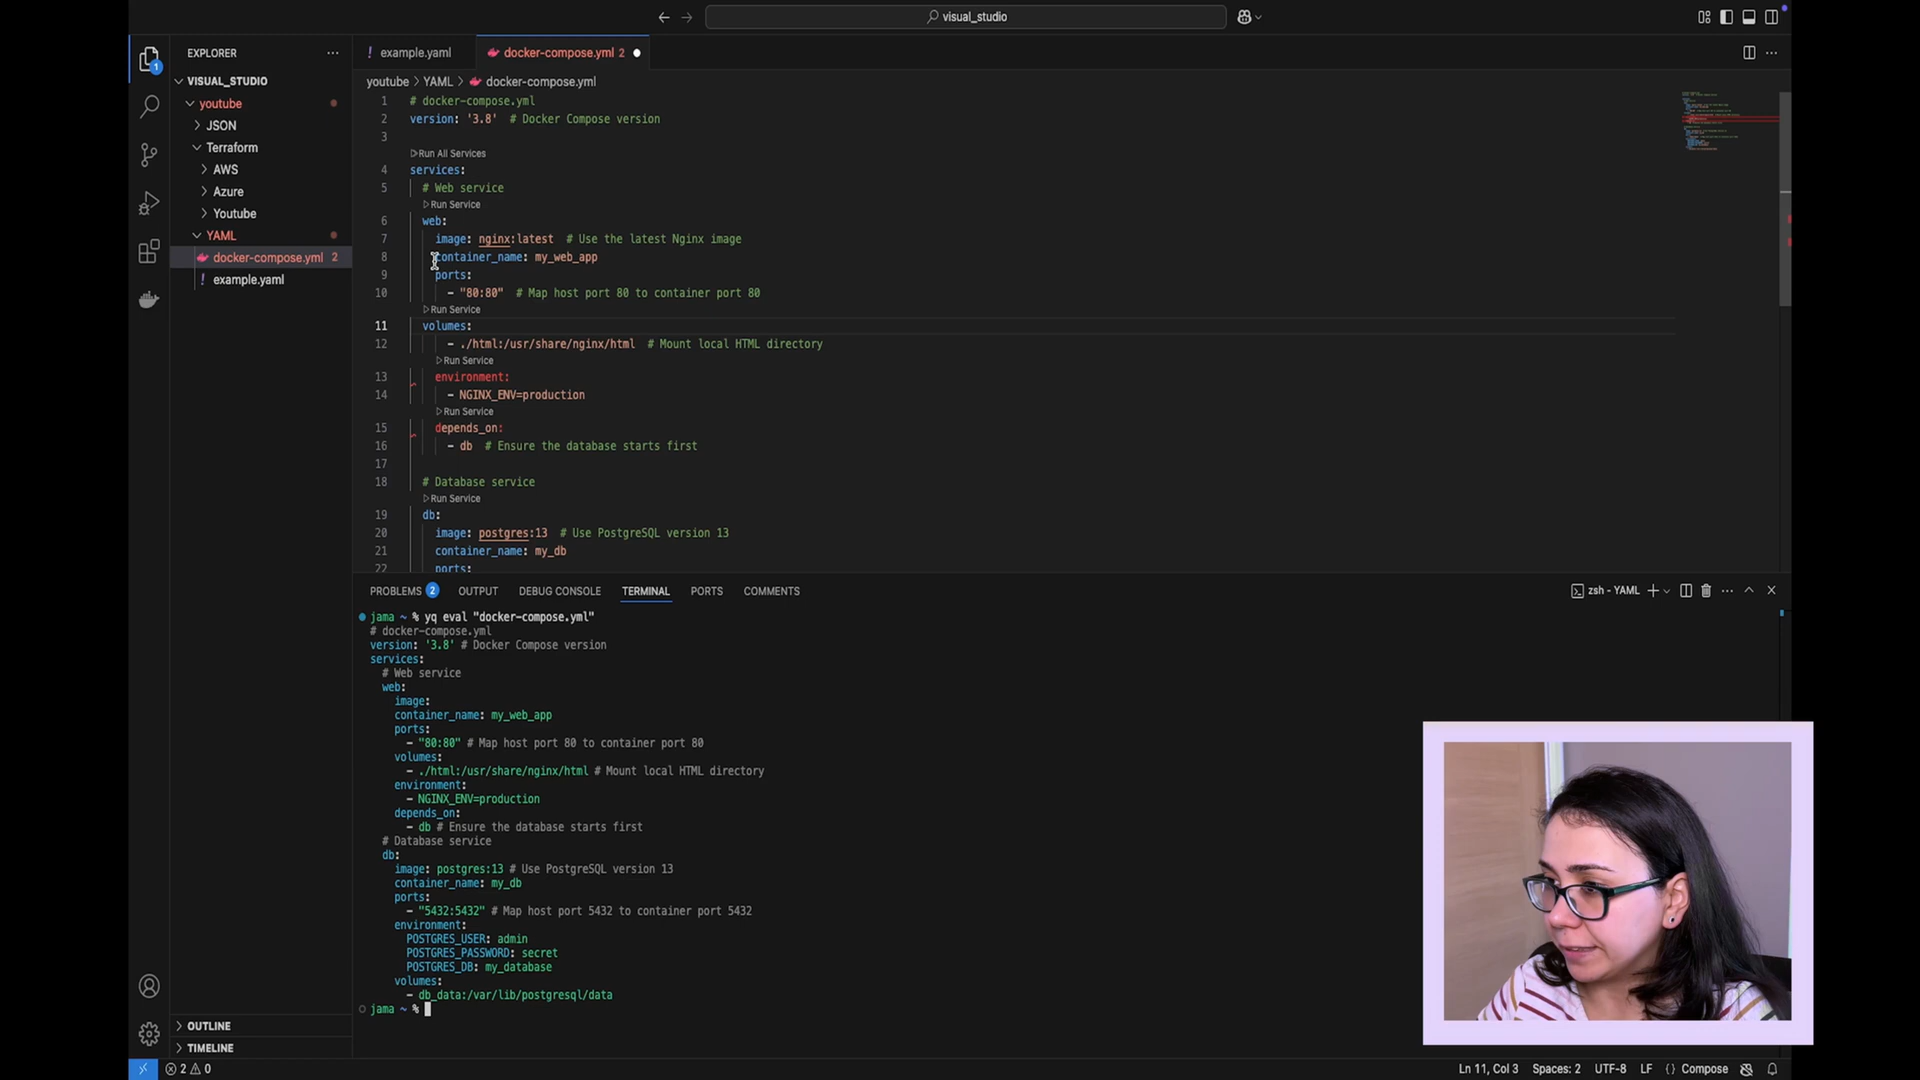 visual_studio
EXPLORER
VISUAL_STUDIO
youtube
JSON
Terraform
AWS
Azure
Youtube
YAML
docker-compose.yml 2
example.yaml
OUTLINE
TIMELINE
1
example.yaml
docker-compose.yml 2
youtube > YAML > docker-compose.yml
1 # docker-compose.yml
2 version: '3.8' # Docker Compose version
3
Run All Services
4 services:
5 # Web service
Run Service
6 web:
7 image: nginx:latest # Use the latest Nginx image
8 container_name: my_web_app
9 ports:
10 - "80:80" # Map host port 80 to container port 80
Run Service
11 volumes:
12 - ./html:/usr/share/nginx/html # Mount local HTML directory
Run Service
13 environment:
14 - NGINX_ENV=production
Run Service
15 depends_on:
16 - db # Ensure the database starts first
17
18 # Database service
Run Service
19 db:
20 image: postgres:13 # Use PostgreSQL version 13
21 container_name: my_db
22 ports:
PROBLEMS 2 OUTPUT DEBUG CONSOLE TERMINAL PORTS COMMENTS
zsh - YAML
jama ~ % yq eval "docker-compose.yml"
# docker-compose.yml
version: '3.8' # Docker Compose version
services:
# Web service
web:
image:
container_name: my_web_app
ports:
- "80:80" # Map host port 80 to container port 80
volumes:
- ./html:/usr/share/nginx/html # Mount local HTML directory
environment:
- NGINX_ENV=production
depends_on:
- db # Ensure the database starts first
# Database service
db:
image: postgres:13 # Use PostgreSQL version 13
container_name: my_db
ports:
- "5432:5432" # Map host port 5432 to container port 5432
environment:
POSTGRES_USER: admin
POSTGRES_PASSWORD: secret
POSTGRES_DB: my_database
volumes:
- db_data:/var/lib/postgresql/data
jama ~ %
2 0
Ln 11, Col 3 Spaces: 2 UTF-8 LF {} Compose